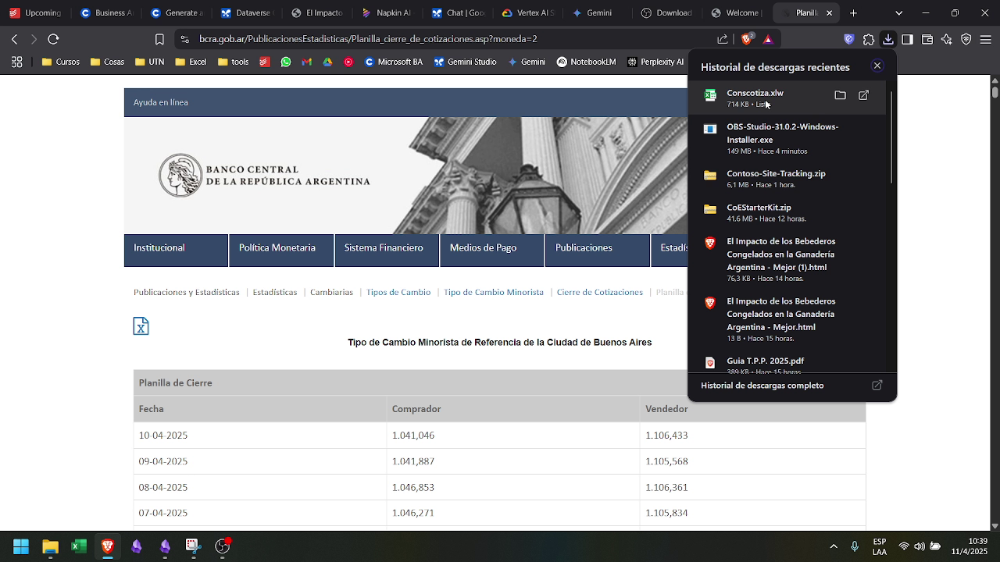 Upcoming
Business A
Generate e
Dataverse
El Impacto
Napkin AI
Chat | Goo
Vertex AI S
Gemini
Download
Welcome t
Planill
bcra.gob.ar/PublicacionesEstadisticas/Planilla_cierre_de_cotizaciones.asp?moneda=2
2
Cursos
Cosas
UTN
Excel
tools
Microsoft BA
Gemini Studio
Gemini
NotebookLM
Perplexity AI
Historial de descargas recientes
Conscotiza.xlw
714 KB • Listo
OBS-Studio-31.0.2-Windows-
Installer.exe
149 MB • Hace 4 minutos
Contoso-Site-Tracking.zip
6,1 MB • Hace 1 hora.
CoEStarterKit.zip
41.6 MB • Hace 12 horas.
El Impacto de los Bebederos
Congelados en la Ganadería
Argentina - Mejor (1).html
76,3 KB • Hace 14 horas.
El Impacto de los Bebederos
Congelados en la Ganadería
Argentina - Mejor.html
13 B • Hace 15 horas.
Guia T.P.P. 2025.pdf
389 KB • Hace 15 horas.
Historial de descargas completo
Ayuda en línea
BANCO CENTRAL
DE LA REPÚBLICA ARGENTINA
Institucional
Política Monetaria
Sistema Financiero
Medios de Pago
Publicaciones
Estadís
Publicaciones y Estadísticas | Estadísticas | Cambiarias | Tipos de Cambio | Tipo de Cambio Minorista | Cierre de Cotizaciones | Planilla
Tipo de Cambio Minorista de Referencia de la Ciudad de Buenos Aires
Planilla de Cierre
Fecha Comprador Vendedor
10-04-2025 1.041,046 1.106,433
09-04-2025 1.041,887 1.105,568
08-04-2025 1.046,853 1.106,361
07-04-2025 1.046,271 1.105,834
ESP
LAA
10:39
11/4/2025